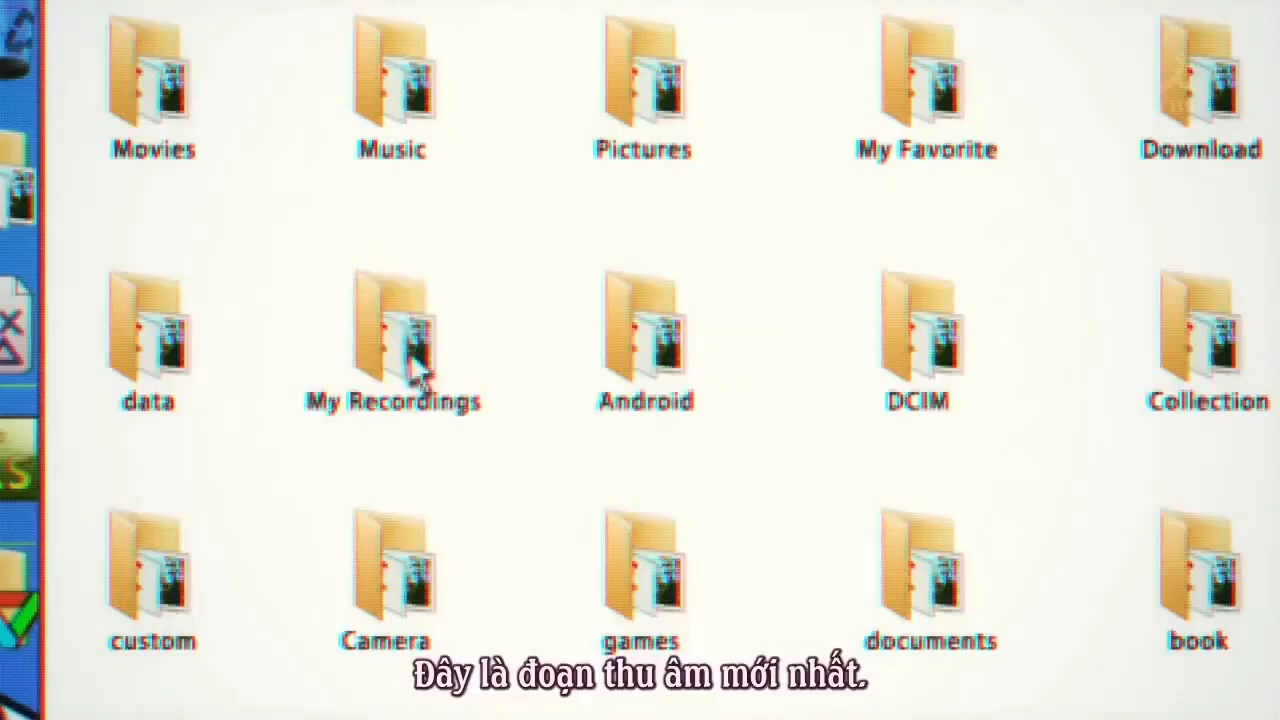 Movies Music Pictures My Favorite Download
data My Recordings Android DCIM Collection
custom Camera games documents book
Đây là đoạn thu âm mới nhất.